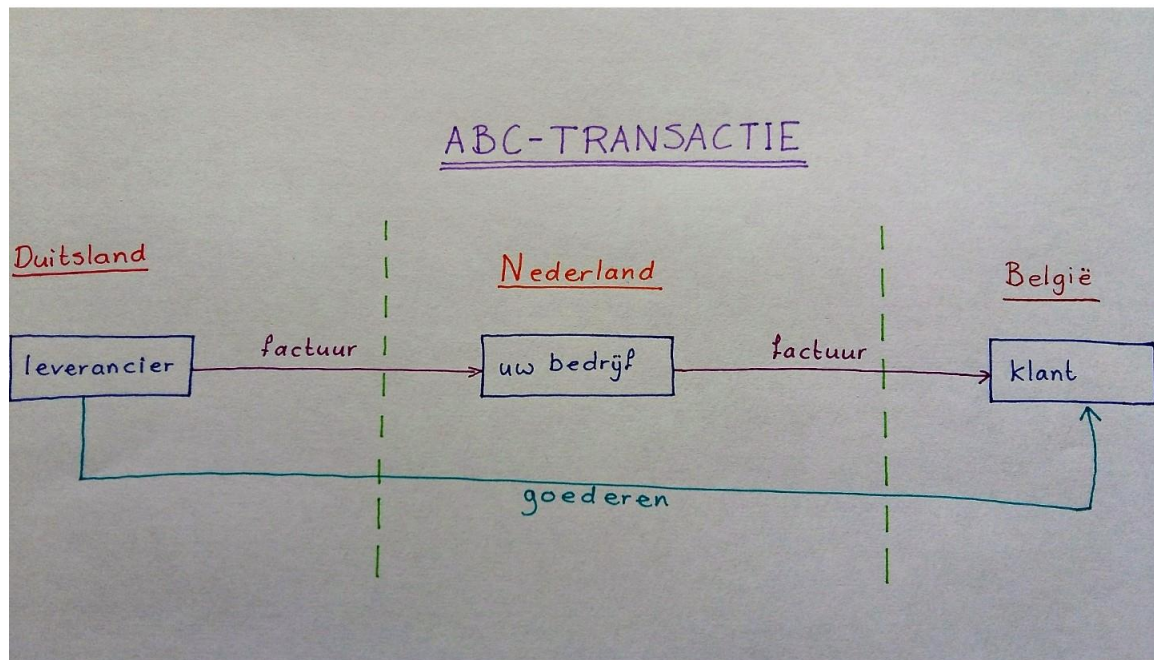 ABC-TRANSACTIE
Duitsland
Nederland
België
leverancier
factuur
uw bedrijf
factuur
klant
goederen